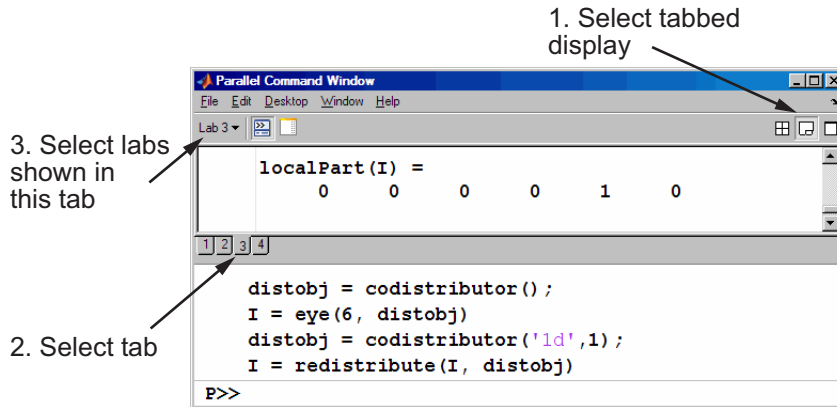 1. Select tabbed
display
Parallel Command Window
File Edit Desktop Window Help
Lab 3
3. Select labs
shown in
this tab
localPart(I) =
0 0 0 0 1 0
1 2 3 4
2. Select tab
distobj = codistributor();
I = eye(6, distobj)
distobj = codistributor('1d',1);
I = redistribute(I, distobj)
P>>